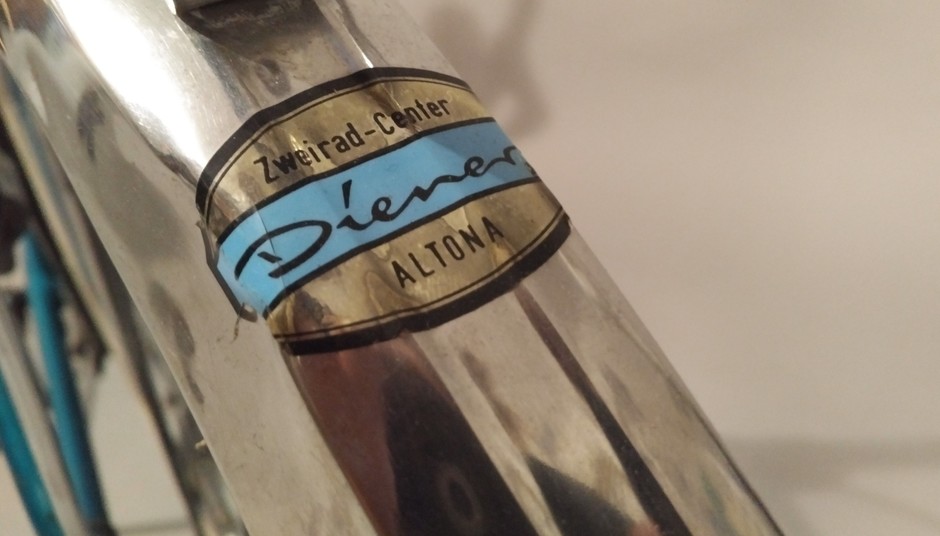 Zweirad-Center
Diener
ALTONA